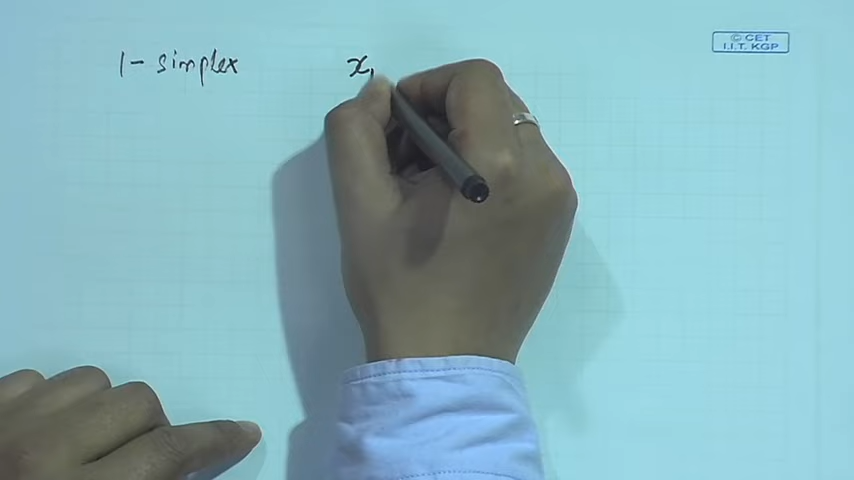 © CET
I.I.T. KGP
1- simplex x₁